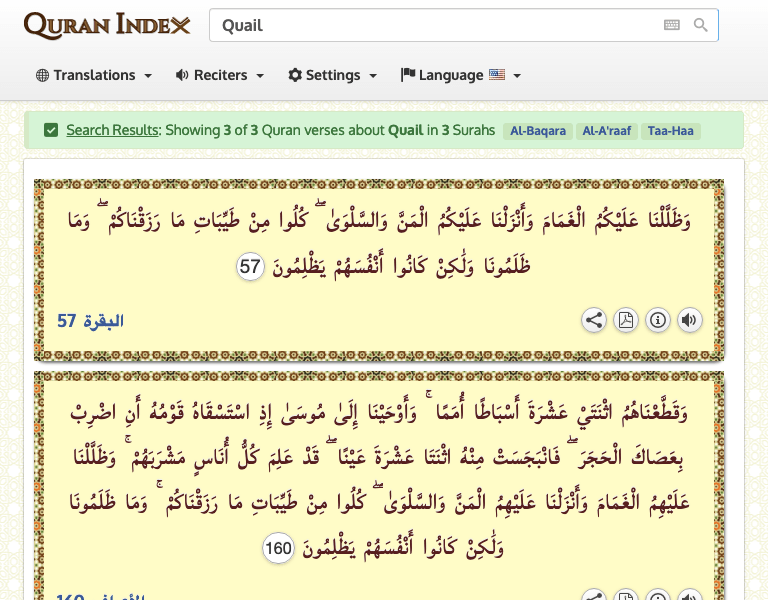 QURAN INDEX
Quail
Translations Reciters Settings Language
Search Results: Showing 3 of 3 Quran verses about Quail in 3 Surahs Al-Baqara Al-A'raaf Taa-Haa
وَظَلَّلْنَا عَلَيْكُمُ الْغَمَامَ وَأَنْزَلْنَا عَلَيْكُمُ الْمَنَّ وَالسَّلْوَىٰ ۖ كُلُوا مِنْ طَيِّبَاتِ مَا رَزَقْنَاكُمْ ۖ وَمَا
ظَلَمُونَا وَلَٰكِنْ كَانُوا أَنْفُسَهُمْ يَظْلِمُونَ 57
البقرة 57
وَقَطَّعْنَاهُمُ اثْنَتَيْ عَشْرَةَ أَسْبَاطًا أُمَمًا ۚ وَأَوْحَيْنَا إِلَىٰ مُوسَىٰ إِذِ اسْتَسْقَاهُ قَوْمُهُ أَنِ اضْرِبْ
بِعَصَاكَ الْحَجَرَ ۖ فَانْبَجَسَتْ مِنْهُ اثْنَتَا عَشْرَةَ عَيْنًا ۖ قَدْ عَلِمَ كُلُّ أُنَاسٍ مَشْرَبَهُمْ ۚ وَظَلَّلْنَا
عَلَيْهِمُ الْغَمَامَ وَأَنْزَلْنَا عَلَيْهِمُ الْمَنَّ وَالسَّلْوَىٰ ۖ كُلُوا مِنْ طَيِّبَاتِ مَا رَزَقْنَاكُمْ ۚ وَمَا ظَلَمُونَا
وَلَٰكِنْ كَانُوا أَنْفُسَهُمْ يَظْلِمُونَ 160
الأعراف 160